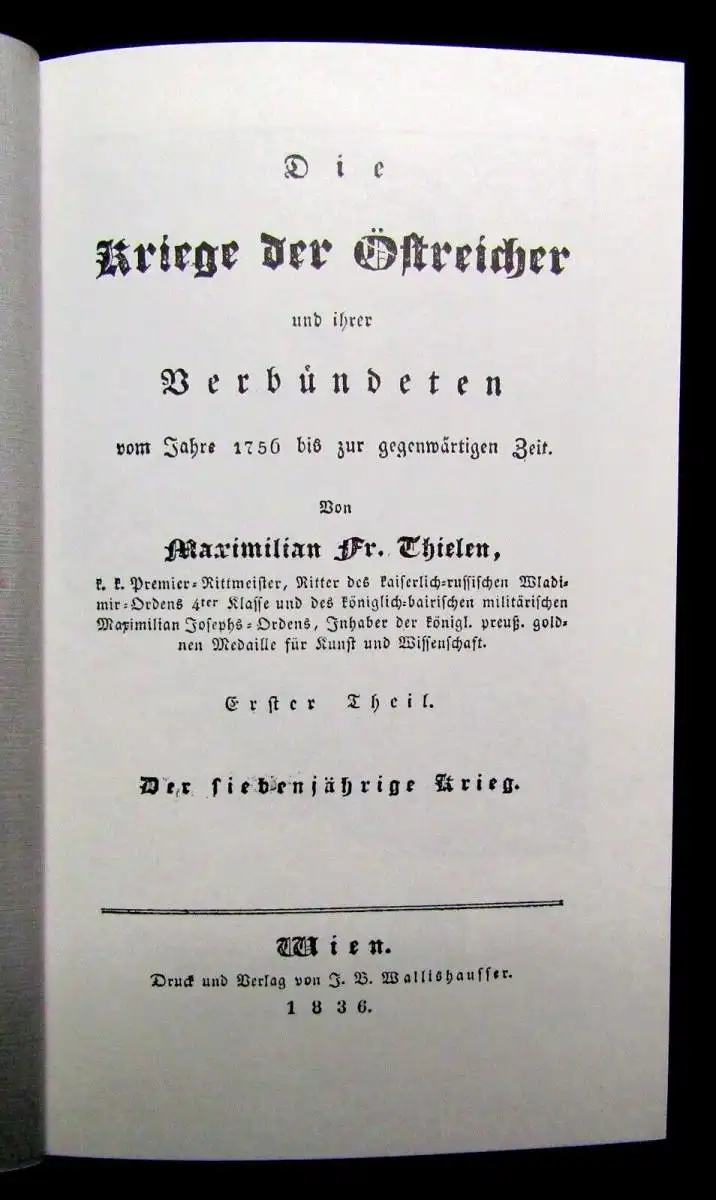 Die
Kriege der Östreicher
und ihrer
Verbündeten
vom Jahre 1756 bis zur gegenwärtigen Zeit.
Von
Maximilian Fr. Thielen,
k. k. Premier-Rittmeister, Ritter des kaiserlich-russischen Wladi-
mir-Ordens 4ter Klasse und des königlich-bairischen militärischen
Maximilian Josephs-Ordens, Inhaber der königl. preuß. gold-
nen Medaille für Kunst und Wissenschaft.
Erster Theil.
Der siebenjährige Krieg.
Wien.
Druck und Verlag von J. B. Wallishausser.
1836.